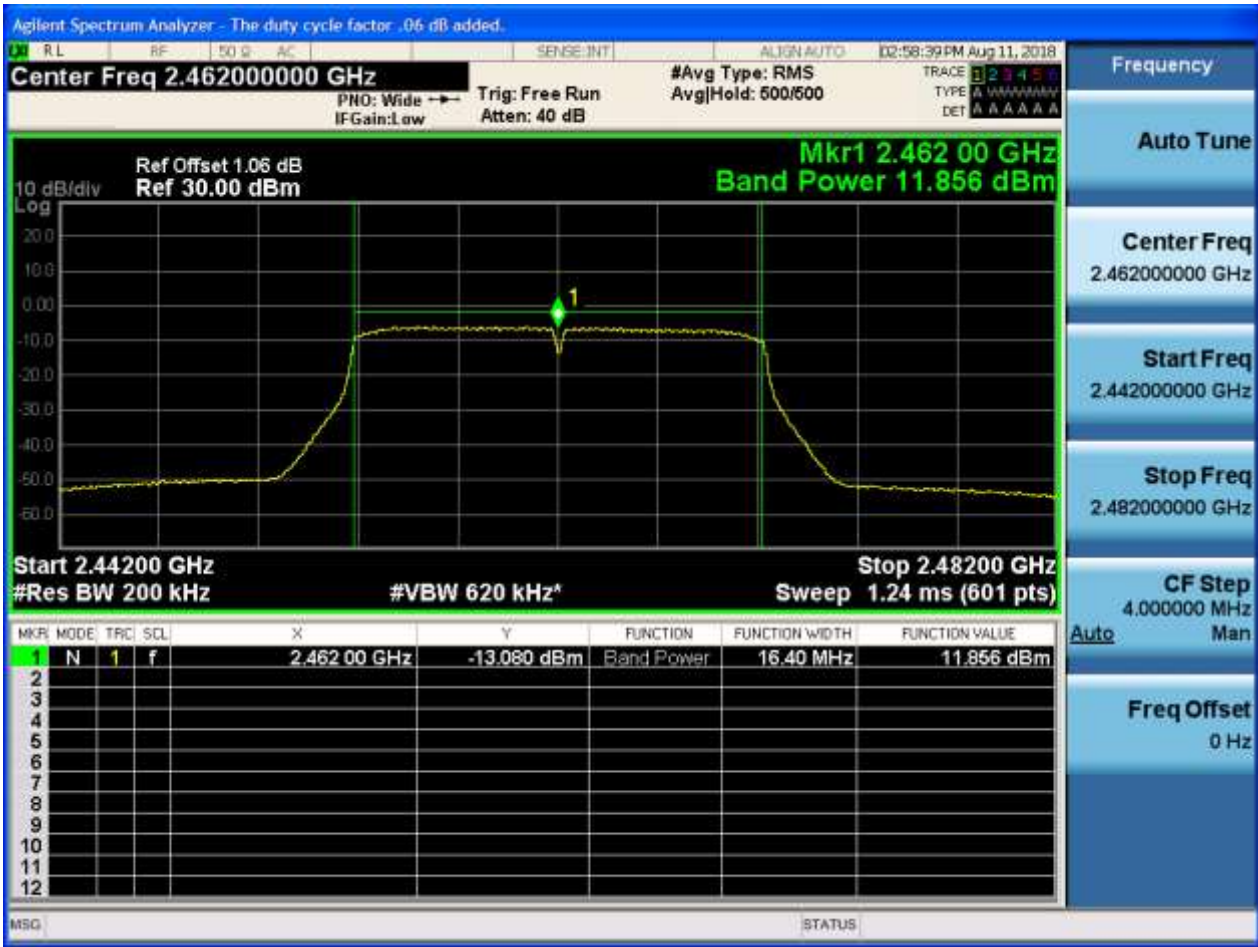 Agilent Spectrum Analyzer - The duty cycle factor .06 dB added.
RL RF 50 Ω AC SENSE:INT ALIGN AUTO 02:58:39 PM Aug 11, 2018
Center Freq 2.462000000 GHz
#Avg Type: RMS
Avg|Hold: 500/500
TRACE 1 2 3 4 5 6
TYPE A WWWWW
DET A A A A A A
PNO: Wide
IFGain:Low
Trig: Free Run
Atten: 40 dB
Mkr1 2.462 00 GHz
Band Power 11.856 dBm
Ref Offset 1.06 dB
10 dB/div Ref 30.00 dBm
Log
20.0
10.0
0.00
-10.0
-20.0
-30.0
-40.0
-50.0
-60.0
1
Start 2.44200 GHz Stop 2.48200 GHz
#Res BW 200 kHz #VBW 620 kHz* Sweep 1.24 ms (601 pts)
MKR MODE TRC SCL X Y FUNCTION FUNCTION WIDTH FUNCTION VALUE
1 N 1 f 2.462 00 GHz -13.080 dBm Band Power 16.40 MHz 11.856 dBm
2
3
4
5
6
7
8
9
10
11
12
MSG STATUS
Frequency
Auto Tune
Center Freq
2.462000000 GHz
Start Freq
2.442000000 GHz
Stop Freq
2.482000000 GHz
CF Step
4.000000 MHz
Auto Man
Freq Offset
0 Hz